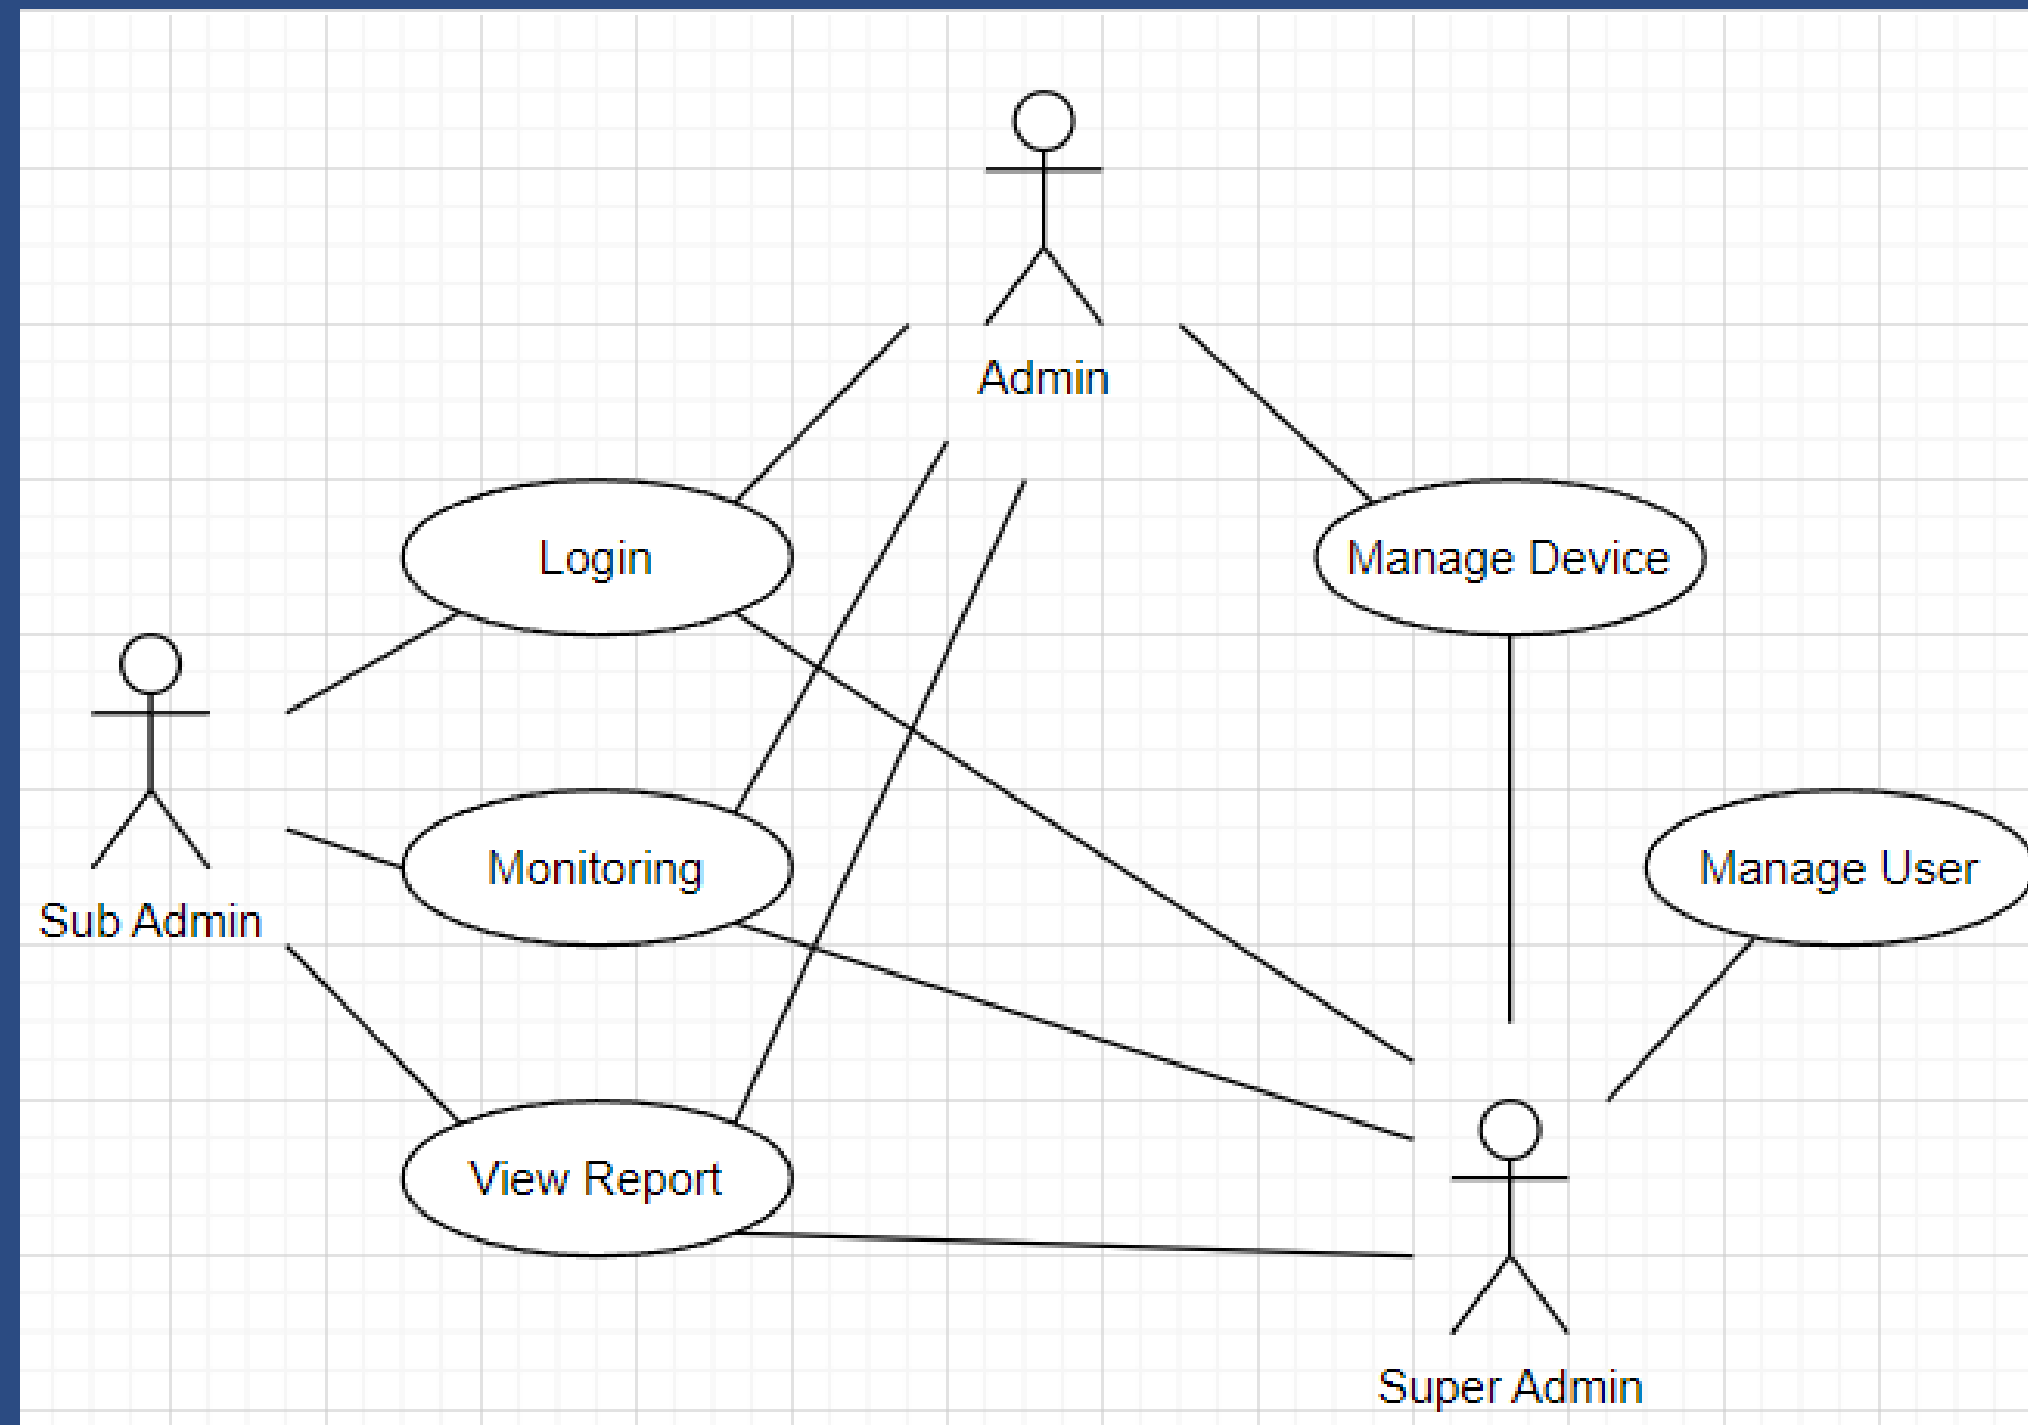 Admin
Login
Manage Device
Monitoring
Manage User
Sub Admin
View Report
Super Admin